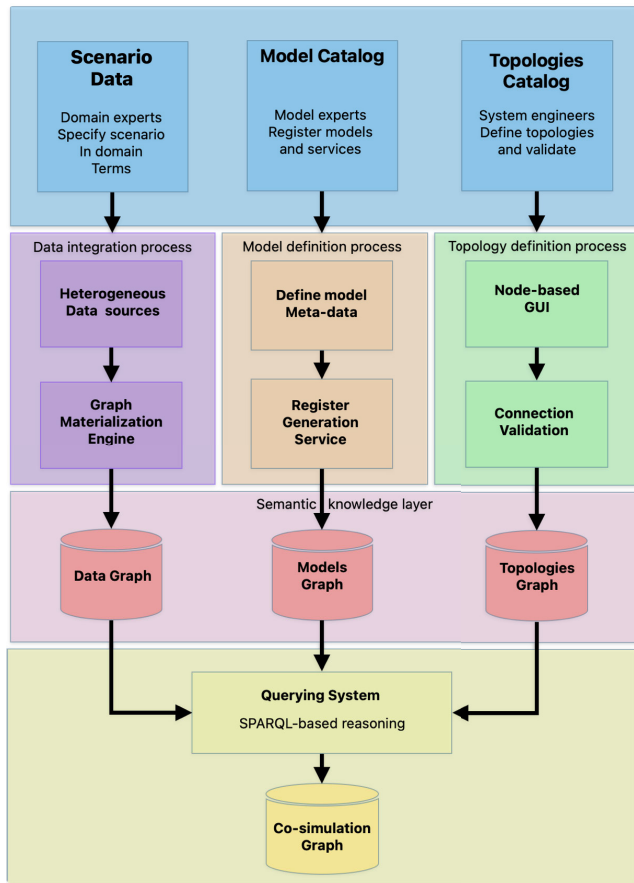 Scenario
Data
Domain experts
Specify scenario
In domain
Terms
Model Catalog
Model experts
Register models
and services
Topologies
Catalog
System engineers
Define topologies
and validate
Data integration process
Heterogeneous
Data sources
Graph
Materialization
Engine
Model definition process
Define model
Meta-data
Register
Generation
Service
Topology definition process
Node-based
GUI
Connection
Validation
Semantic knowledge layer
Data Graph
Models
Graph
Topologies
Graph
Querying System
SPARQL-based reasoning
Co-simulation
Graph